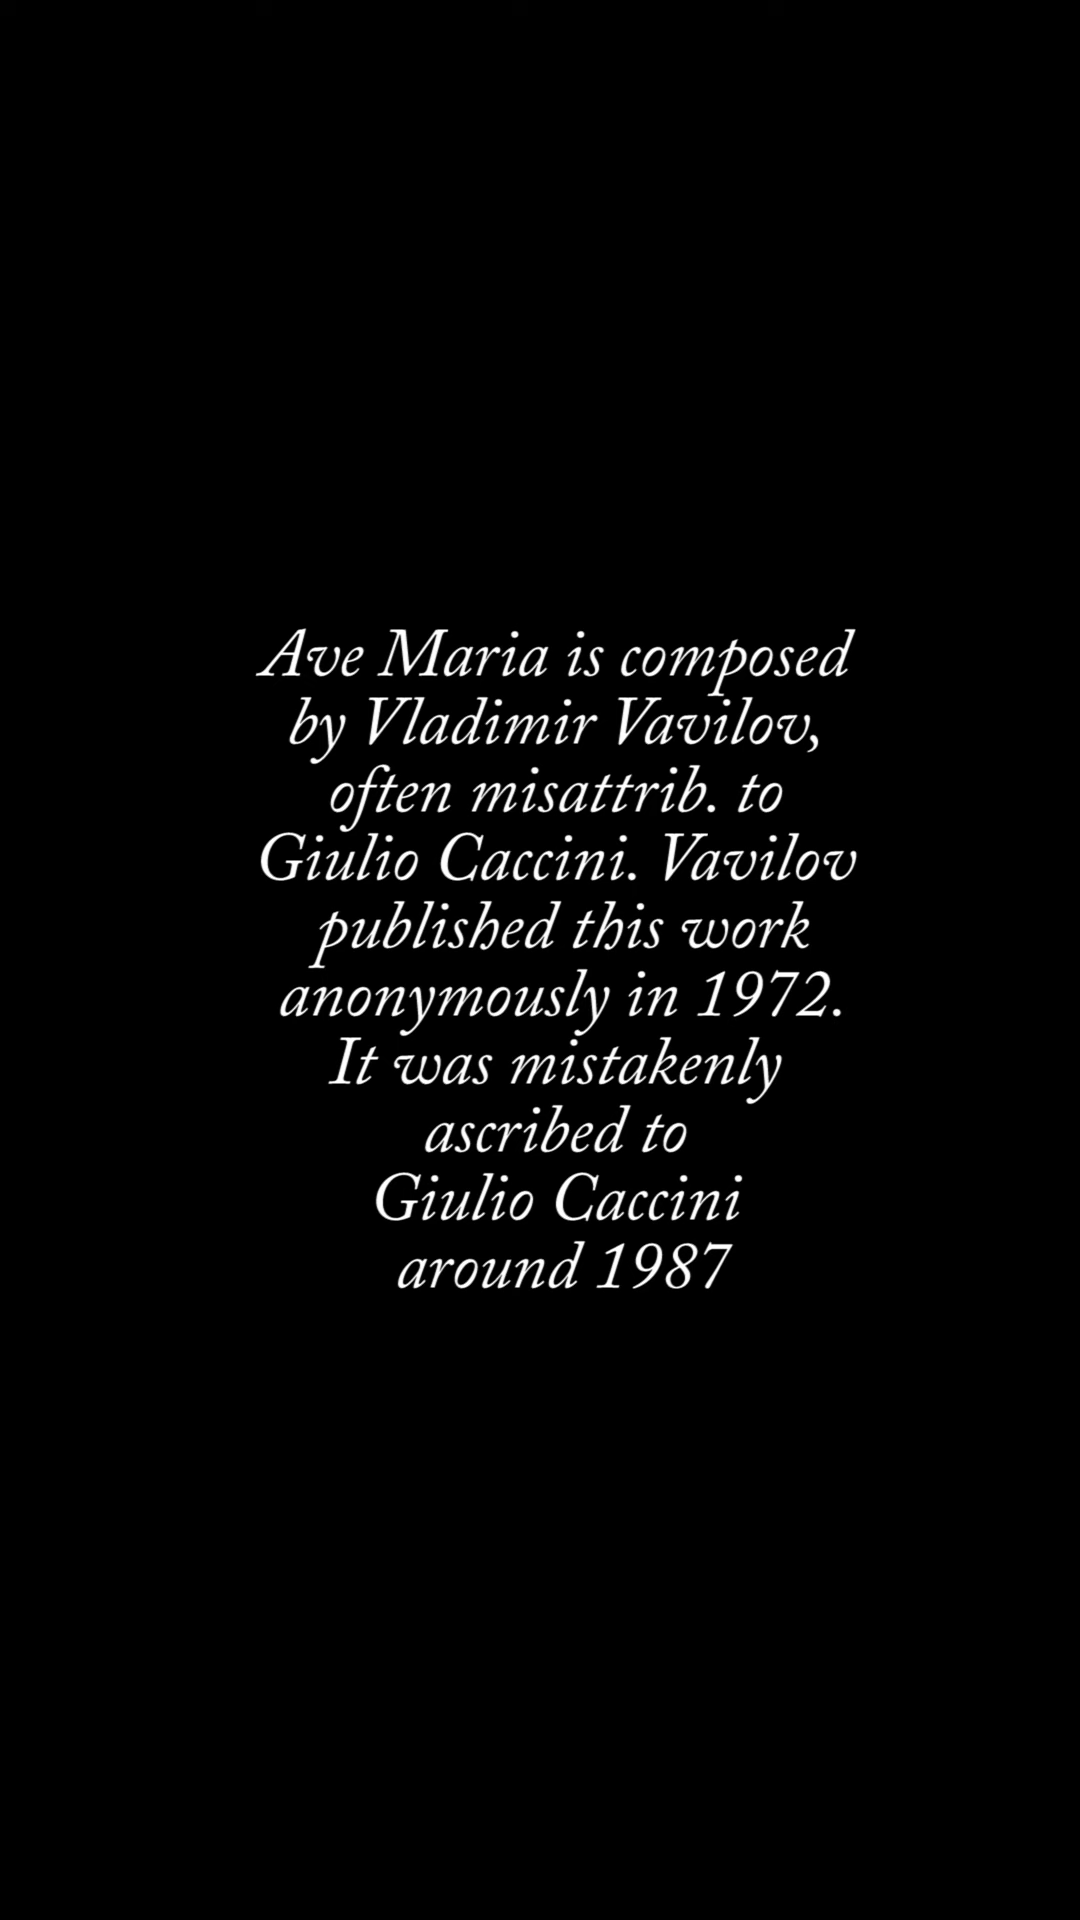 Ave Maria is composed
by Vladimir Vavilov,
often misattrib. to
Giulio Caccini. Vavilov
published this work
anonymously in 1972.
It was mistakenly
ascribed to
Giulio Caccini
around 1987